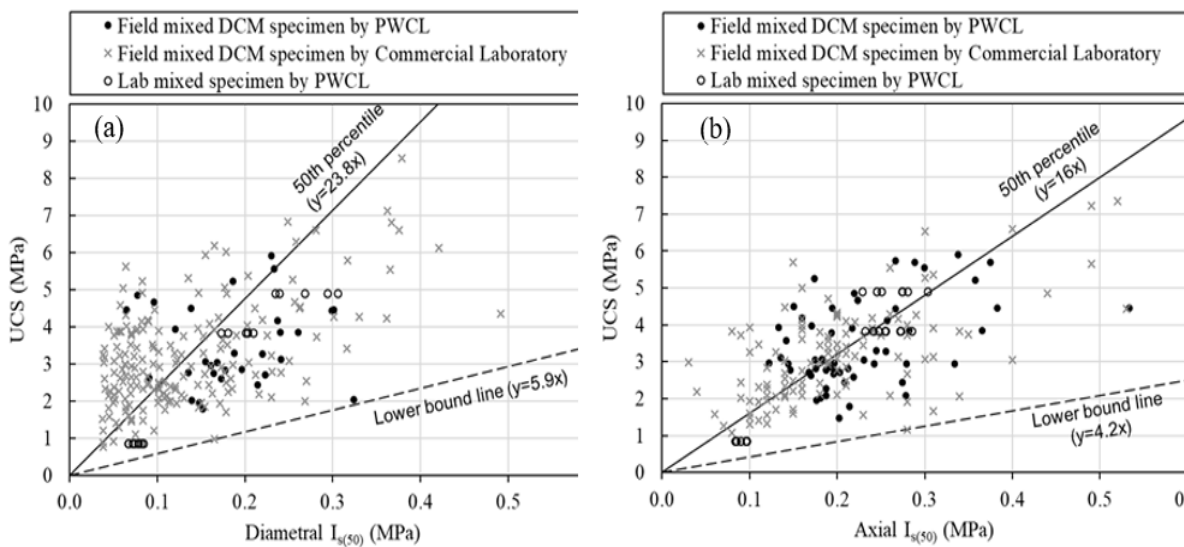 • Field mixed DCM specimen by PWCL
× Field mixed DCM specimen by Commercial Laboratory
o Lab mixed specimen by PWCL
(a)
10
9
8
7
6
5
4
3
2
1
0
UCS (MPa)
50th percentile
(y=23.8x)
Lower bound line (y=5.9x)
0.0 0.1 0.2 0.3 0.4 0.5
Diametral Is(50) (MPa)
• Field mixed DCM specimen by PWCL
× Field mixed DCM specimen by Commercial Laboratory
o Lab mixed specimen by PWCL
(b)
10
9
8
7
6
5
4
3
2
1
0
UCS (MPa)
50th percentile
(y=16x)
Lower bound line
(y=4.2x)
0.0 0.1 0.2 0.3 0.4 0.5
Axial Is(50) (MPa)